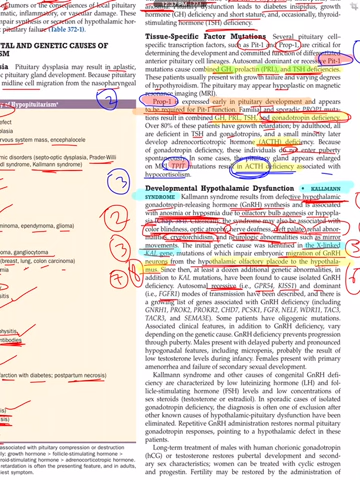 dysfunction leads to diabetes insipidus, growth
tumors or the consequences of local pituitary
hormone (GH) deficiency and short stature, and, occasionally, thyroid-
matic, inflammatory, or vascular damage. These
stimulating hormone (TSH) deficiency.
impair synthesis or secretion of hypothalamic hor-
pituitary failure (Table 372-1).
TAL AND GENETIC CAUSES OF
sia Pituitary dysplasia may result in aplastic,
ctopic pituitary gland development. Because pituitary
midline cell migration from the nasopharyngeal
of Hypopituitarism
efect
asia
ervous system mass, encephalocele
omic disorders (septo-optic dysplasia, Prader-Willi
syndrome, Kallmann syndrome)
noma, ependymoma, glioma)
toma, gangliocytoma
(breast, lung, colon carcinoma)
physitis
ntibodies
arction with diabetes; postpartum necrosis)
sis)
associated with pituitary compression or destruction
growth hormone > follicle-stimulating hormone >
roid-stimulating hormone > adrenocorticotropic hormone.
retardation is often the presenting feature, and in adults,
est symptom.
Tissue-Specific Factor Mutations Several pituitary cell-
specific transcription factors, such as Pit-1 and Prop-1, are critical for
determining the development and committed function of differentiated
anterior pituitary cell lineages. Autosomal dominant or recessive Pit-1
mutations cause combined GH, prolactin (PRL), and TSH deficiencies.
These patients usually present with growth failure and varying degrees
of hypothyroidism. The pituitary may appear hypoplastic on magnetic
resonance imaging (MRI).
Prop-1 is expressed early in pituitary development and appears
to be required for Pit-1 function. Familial and sporadic PROP1 muta-
tions result in combined GH, PRL, TSH, and gonadotropin deficiency.
Over 80% of these patients have growth retardation; by adulthood, all
are deficient in TSH and gonadotropins, and a small minority later
develop adrenocorticotropic hormone (ACTH) deficiency. Because
of gonadotropin deficiency, these individuals do not enter puberty
spontaneously. In some cases, the pituitary gland appears enlarged
on MRI. TPIT mutations result in ACTH deficiency associated with
hypocortisolism.
Developmental Hypothalamic Dysfunction • KALLMANN
SYNDROME Kallmann syndrome results from defective hypothalamic
gonadotropin-releasing hormone (GnRH) synthesis and is associated
with anosmia or hyposmia due to olfactory bulb agenesis or hypopla-
sia (Chap. 384). Classically, the syndrome may also be associated with
color blindness, optic atrophy, nerve deafness, cleft palate, renal abnor-
malities, cryptorchidism, and neurologic abnormalities such as mirror
movements. The initial genetic cause was identified in the X-linked
KAL gene, mutations of which impair embryonic migration of GnRH
neurons from the hypothalamic olfactory placode to the hypothala-
mus. Since then, at least a dozen additional genetic abnormalities, in
addition to KAL mutations, have been found to cause isolated GnRH
deficiency. Autosomal recessive (i.e., GPR54, KISS1) and dominant
(i.e., FGFR1) modes of transmission have been described, and there is
a growing list of genes associated with GnRH deficiency (including
GNRH1, PROK2, PROKR2, CHD7, PCSK1, FGF8, NELF, WDR11, TAC3,
TACR3, and SEMA3E). Some patients have oligogenic mutations.
Associated clinical features, in addition to GnRH deficiency, vary
depending on the genetic cause. GnRH deficiency prevents progression
through puberty. Males present with delayed puberty and pronounced
hypogonadal features, including micropenis, probably the result of
low testosterone levels during infancy. Females present with primary
amenorrhea and failure of secondary sexual development.
Kallmann syndrome and other causes of congenital GnRH defi-
ciency are characterized by low luteinizing hormone (LH) and fol-
licle-stimulating hormone (FSH) levels and low concentrations of
sex steroids (testosterone or estradiol). In sporadic cases of isolated
gonadotropin deficiency, the diagnosis is often one of exclusion after
other known causes of hypothalamic-pituitary dysfunction have been
eliminated. Repetitive GnRH administration restores normal pituitary
gonadotropin responses, pointing to a hypothalamic defect in these
patients.
Long-term treatment of males with human chorionic gonadotropin
(hCG) or testosterone restores pubertal development and second-
ary sex characteristics; women can be treated with cyclic estrogen
and progestin. Fertility may be restored by the administration of